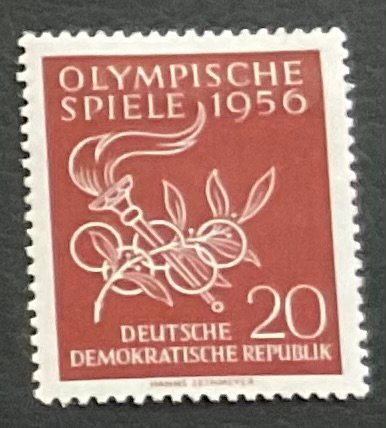 OLYMPISCHE
SPIELE 1956
20
DEUTSCHE
DEMOKRATISCHE REPUBLIK